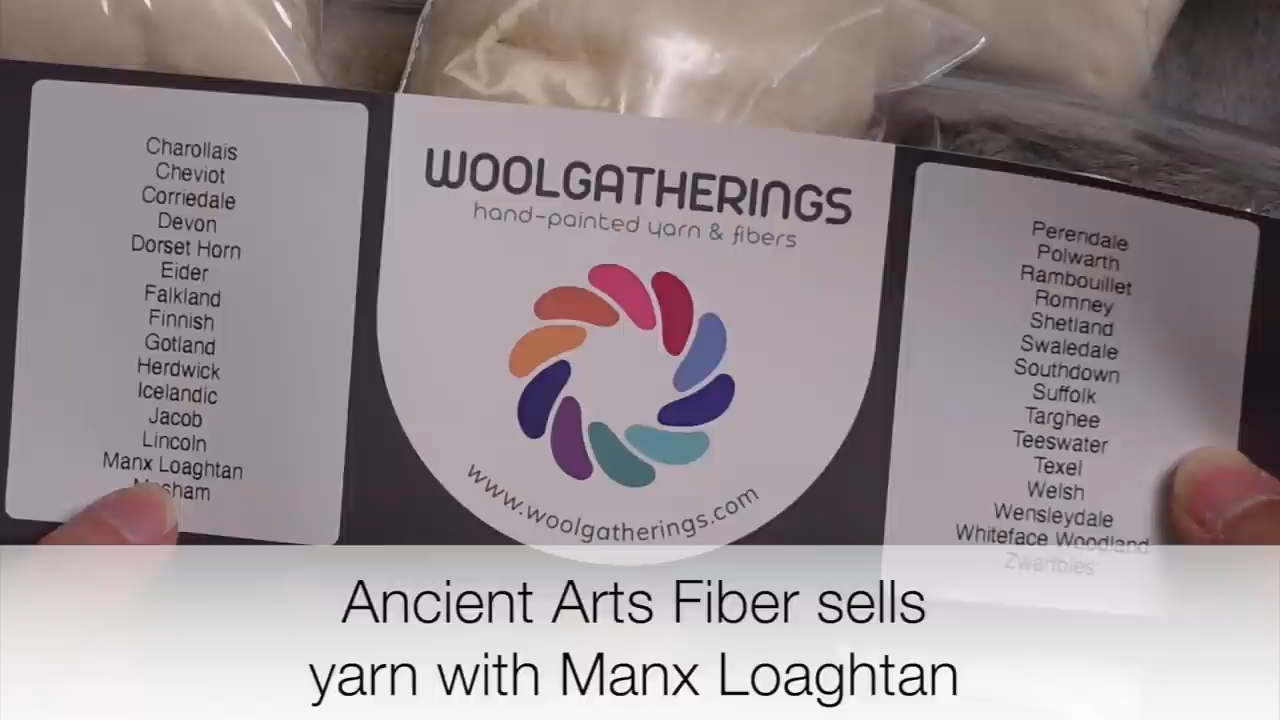 Charollais
Cheviot
Corriedale
Devon
Dorset Horn
Eider
Falkland
Finnish
Gotland
Herdwick
Icelandic
Jacob
Lincoln
Manx Loaghtan
Masham
WOOLGATHERINGS
hand-painted yarn & fibers
www.woolgatherings.com
Perendale
Polwarth
Rambouillet
Romney
Shetland
Swaledale
Southdown
Suffolk
Targhee
Teeswater
Texel
Welsh
Wensleydale
Whiteface Woodland
Zwartbles
Ancient Arts Fiber sells
yarn with Manx Loaghtan